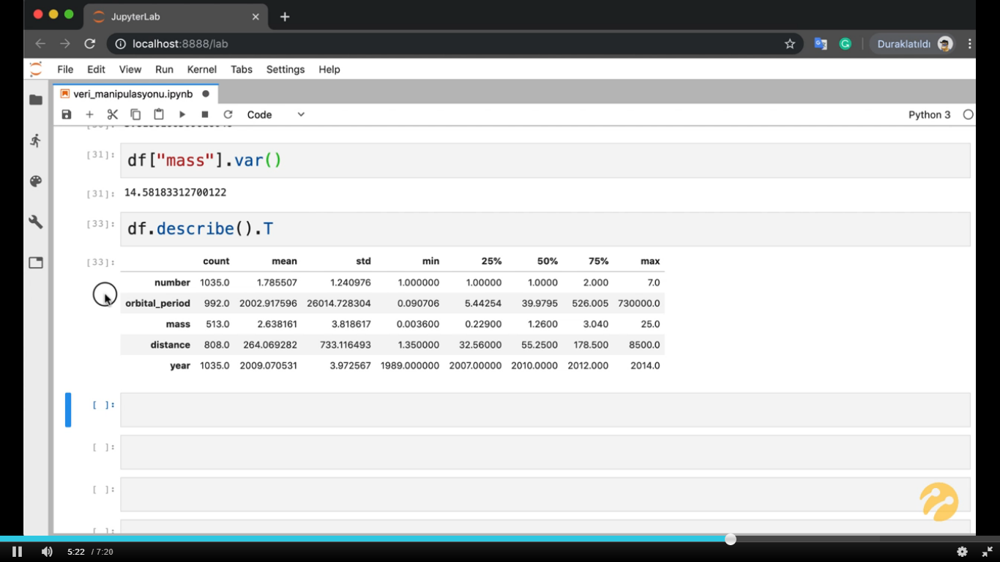 JupyterLab
localhost:8888/lab
Duraklatıldı
File Edit View Run Kernel Tabs Settings Help
veri_manipulasyonu.ipynb
Code
Python 3
[31]: df["mass"].var()
[31]: 14.58183312700122
[33]: df.describe().T
[33]: count mean std min 25% 50% 75% max
number 1035.0 1.785507 1.240976 1.000000 1.00000 1.0000 2.000 7.0
orbital_period 992.0 2002.917596 26014.728304 0.090706 5.44254 39.9795 526.005 730000.0
mass 513.0 2.638161 3.818617 0.003600 0.22900 1.2600 3.040 25.0
distance 808.0 264.069282 733.116493 1.350000 32.56000 55.2500 178.500 8500.0
year 1035.0 2009.070531 3.972567 1989.000000 2007.00000 2010.0000 2012.000 2014.0
[ ]:
[ ]:
[ ]:
[ ]:
5:22 / 7:20